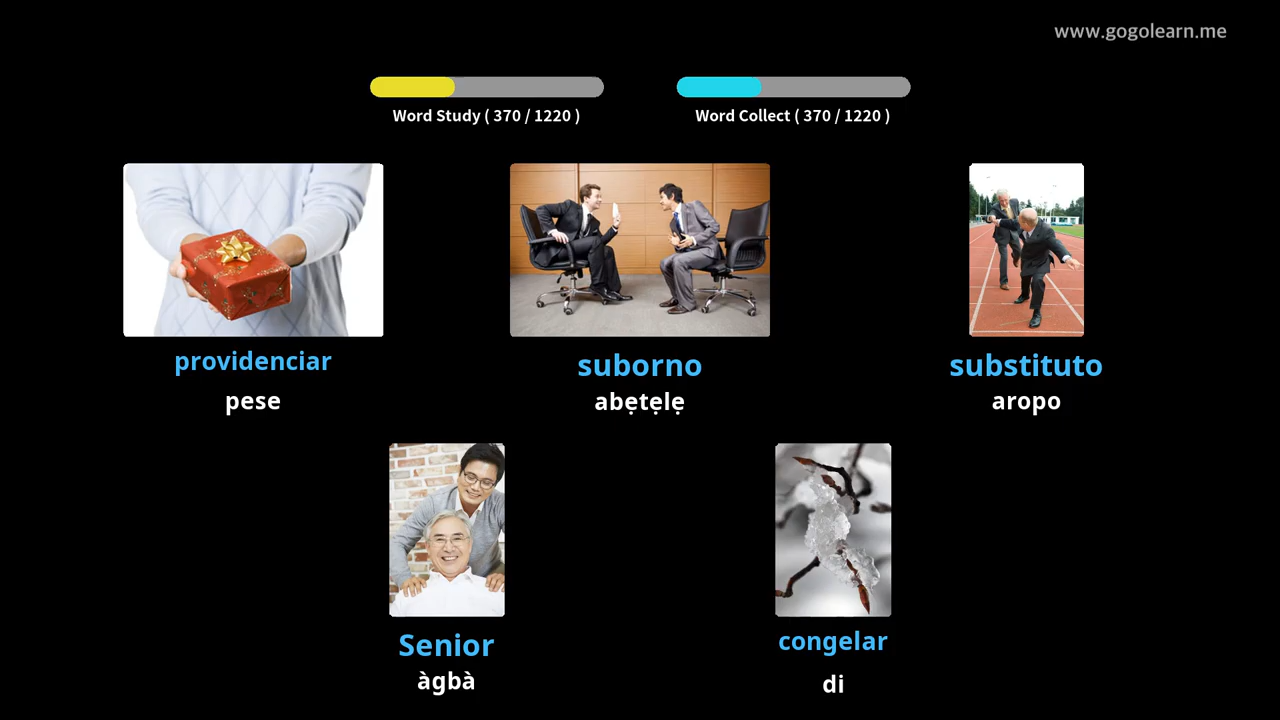 www.gogolearn.me
Word Study ( 370 / 1220 )
Word Collect ( 370 / 1220 )
providenciar
pese
suborno
abẹtẹlẹ
substituto
aropo
Senior
àgbà
congelar
di